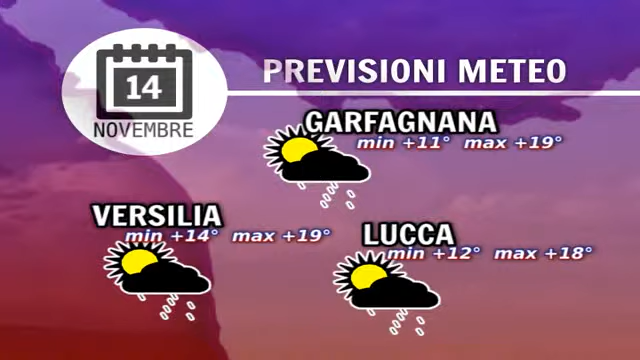 14
NOVEMBRE
PREVISIONI METEO
GARFAGNANA
min +11° max +19°
VERSILIA
min +14° max +19°
LUCCA
min +12° max +18°